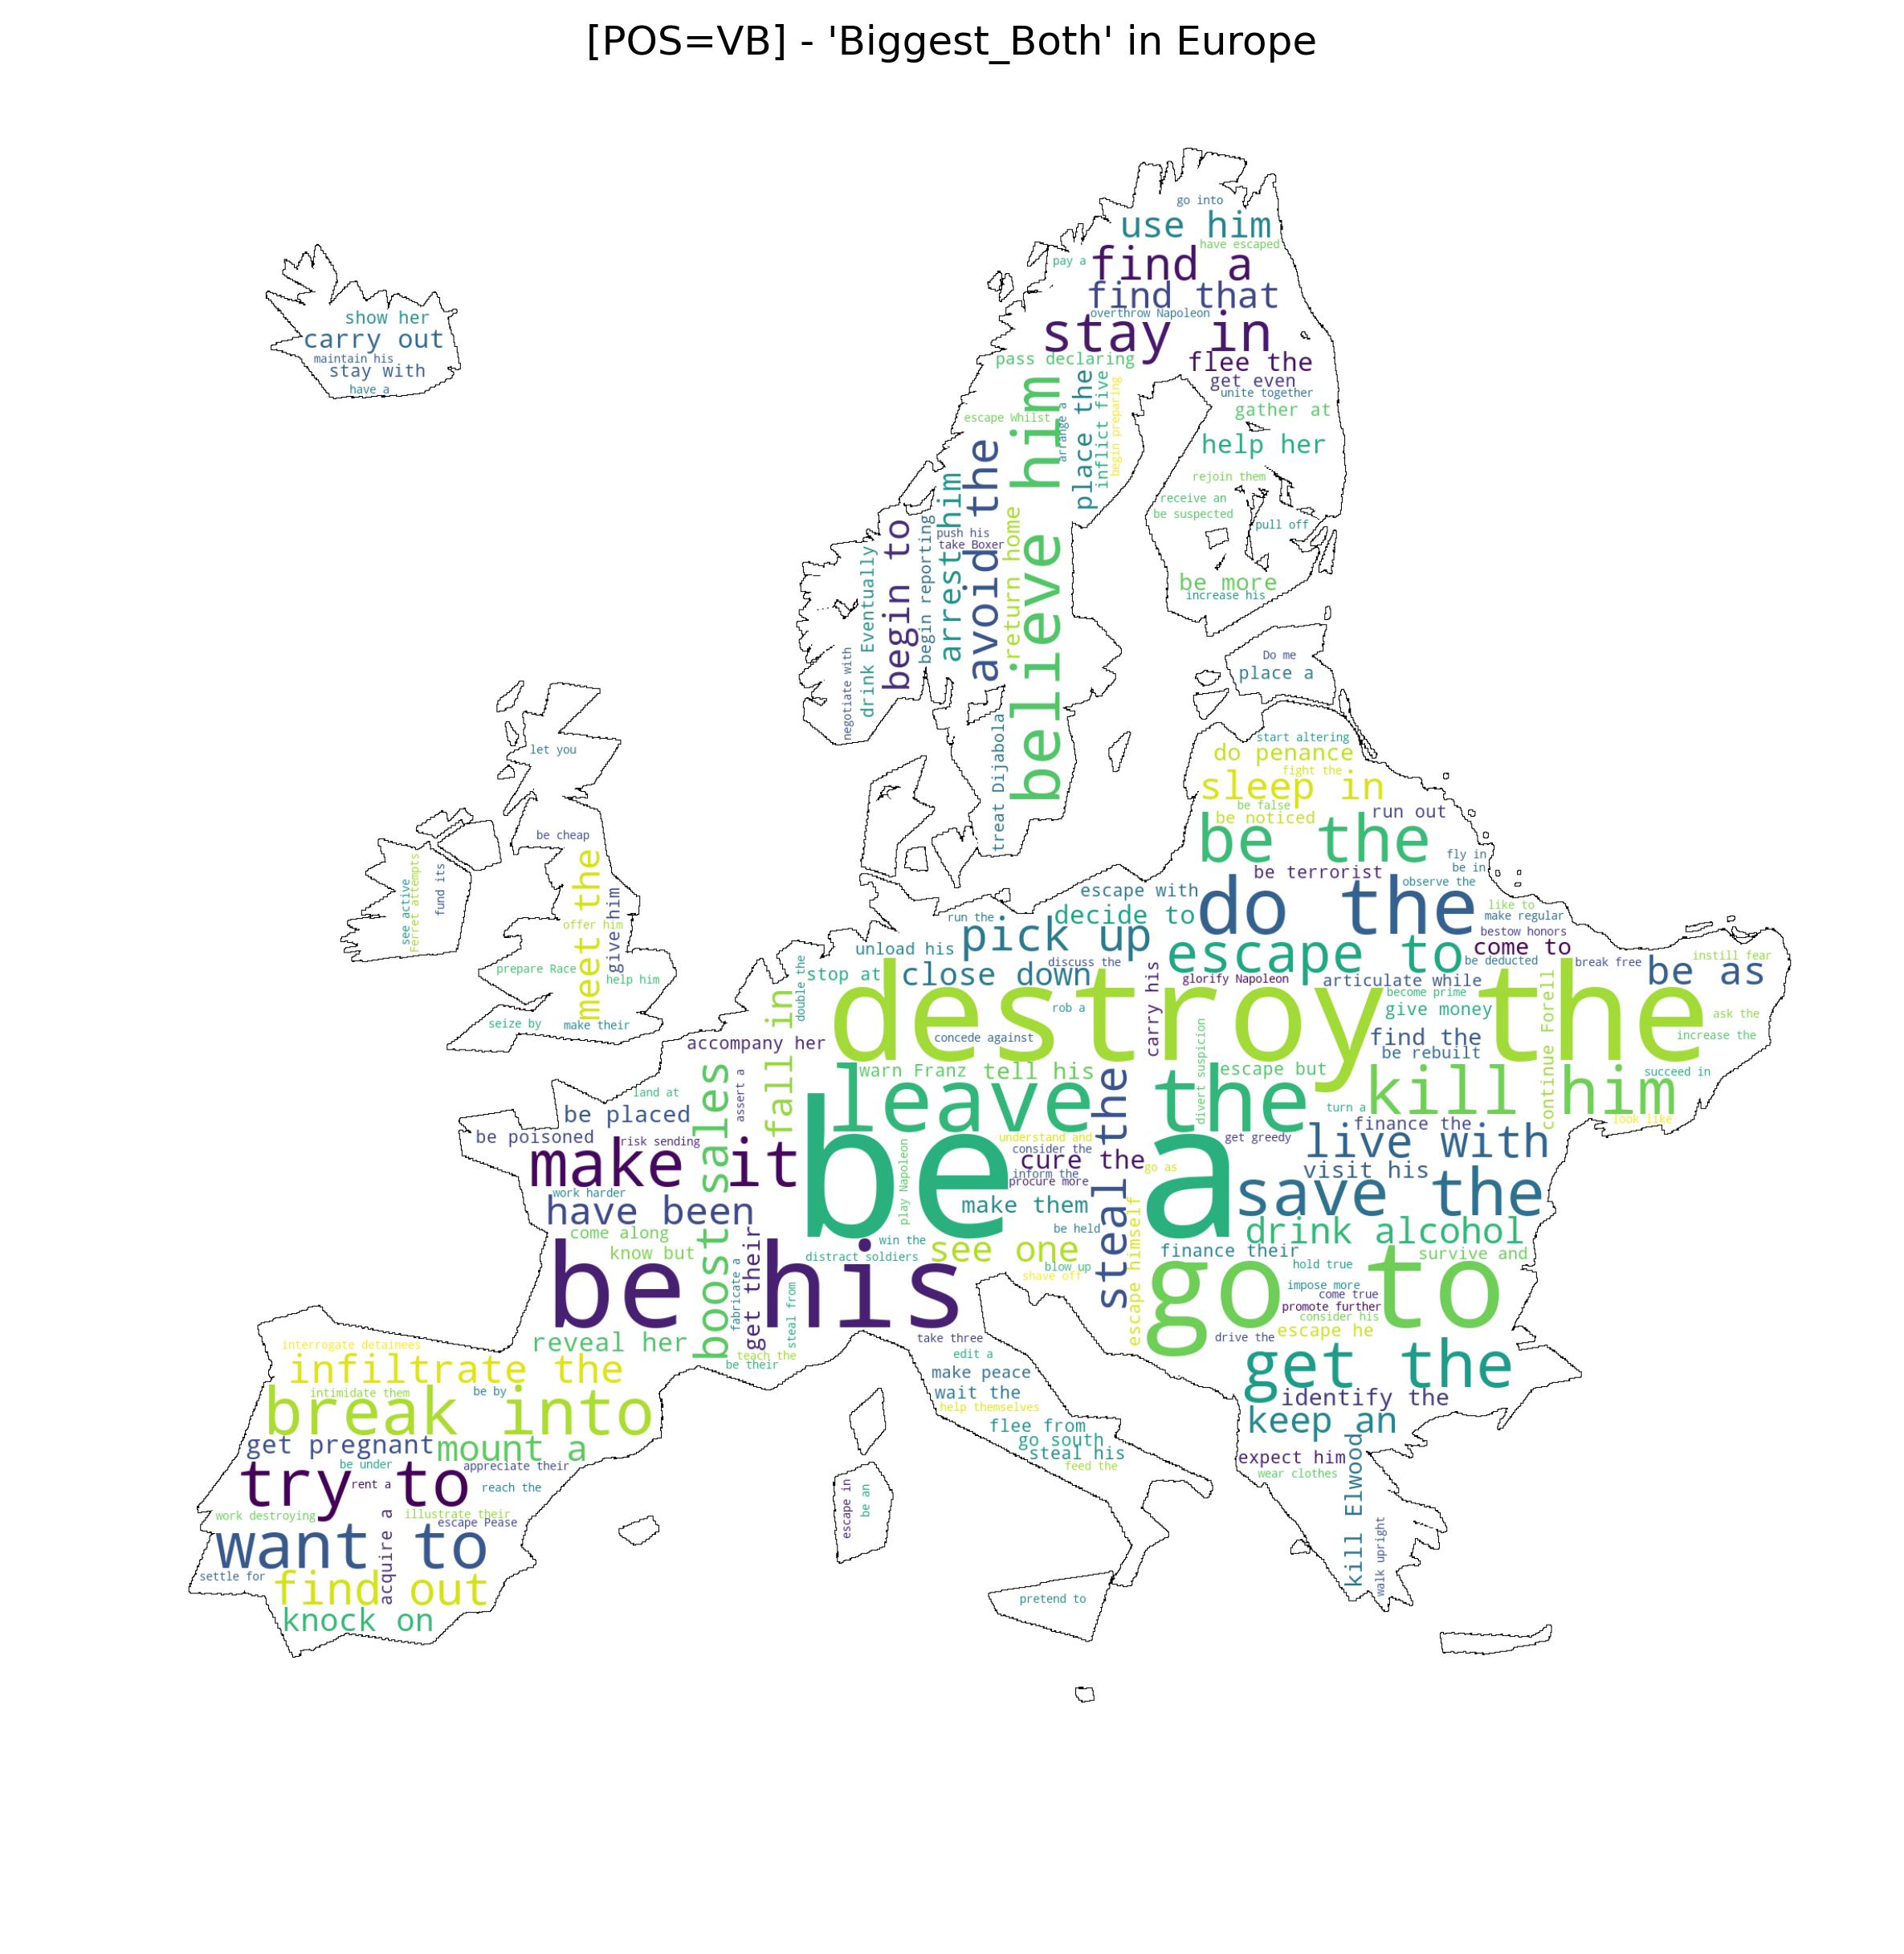 [POS=VB] - 'Biggest_Both' in Europe
go into
use him
have escaped
find a
pay a
find that
overthrow Napoleon
stay in
pass declaring
flee the
get even
unite together
gather at
show her
carry out
maintain his
stay with
have a
believe him
place the
inflict five
begin preparing
arrange a
escape Whilst
avoid the
help her
arrest him
return home
rejoin them
receive an
be suspected
pull off
push his
take Boxer
begin to
begin reporting
drink Eventually
negotiate with
be more
increase his
treat Dijabola
Do me
place a
let you
be cheap
meet the
give him
offer him
prepare Race
help him
seize by
make their
see active
Ferret attempts
fund its
start altering
do penance
fight the
sleep in
be false
run out
be noticed
be the
fly in
be in
be terrorist
observe the
escape with
do the
like to
make regular
run the
decide to
bestow honors
pick up
escape to
come to
unload his
be deducted
break free
instill fear
discuss the
stop at
close down
be as
double the
carry his
glorify Napoleon
articulate while
become prime
destroy the
rob a
give money
ask the
concede against
find the
increase the
be rebuilt
continue Forell
accompany her
fall in
warn Franz
tell his
divert suspicion
escape but
succeed in
leave the
kill him
land at
assert a
be placed
turn a
finance the
look like
be poisoned
risk sending
understand and
consider the
get greedy
live with
make it
be a
cure the
inform the
procure more
go as
visit his
steal the
play Napoleon
work harder
make them
save the
have been
boost sales
come along
be held
know but
win the
distract soldiers
see one
drink alcohol
finance their
survive and
hold true
blow up
shave off
escape himself
get their
fabricate a
steal from
be his
go to
impose more
come true
promote further
consider his
escape he
drive the
reveal her
take three
teach the
be their
edit a
make peace
wait the
help themselves
get the
identify the
keep an
interrogate detainees
infiltrate the
intimidate them
be by
break into
get pregnant
mount a
be under
appreciate their
try to
rent a
reach the
work destroying
illustrate their
escape Pease
want to
acquire a
settle for
find out
knock on
flee from
go south
steal his
feed the
expect him
wear clothes
kill Elwood
walk upright
escape in
be an
pretend to